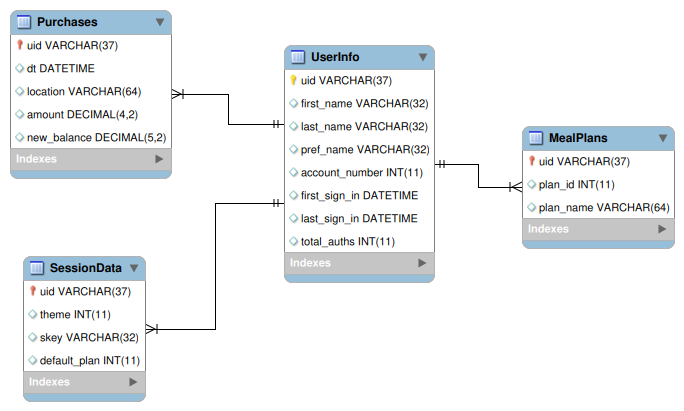 Purchases
uid VARCHAR(37)
dt DATETIME
location VARCHAR(64)
amount DECIMAL(4,2)
new_balance DECIMAL(5,2)
Indexes
UserInfo
uid VARCHAR(37)
first_name VARCHAR(32)
last_name VARCHAR(32)
pref_name VARCHAR(32)
account_number INT(11)
first_sign_in DATETIME
last_sign_in DATETIME
total_auths INT(11)
Indexes
MealPlans
uid VARCHAR(37)
plan_id INT(11)
plan_name VARCHAR(64)
Indexes
SessionData
uid VARCHAR(37)
theme INT(11)
skey VARCHAR(32)
default_plan INT(11)
Indexes